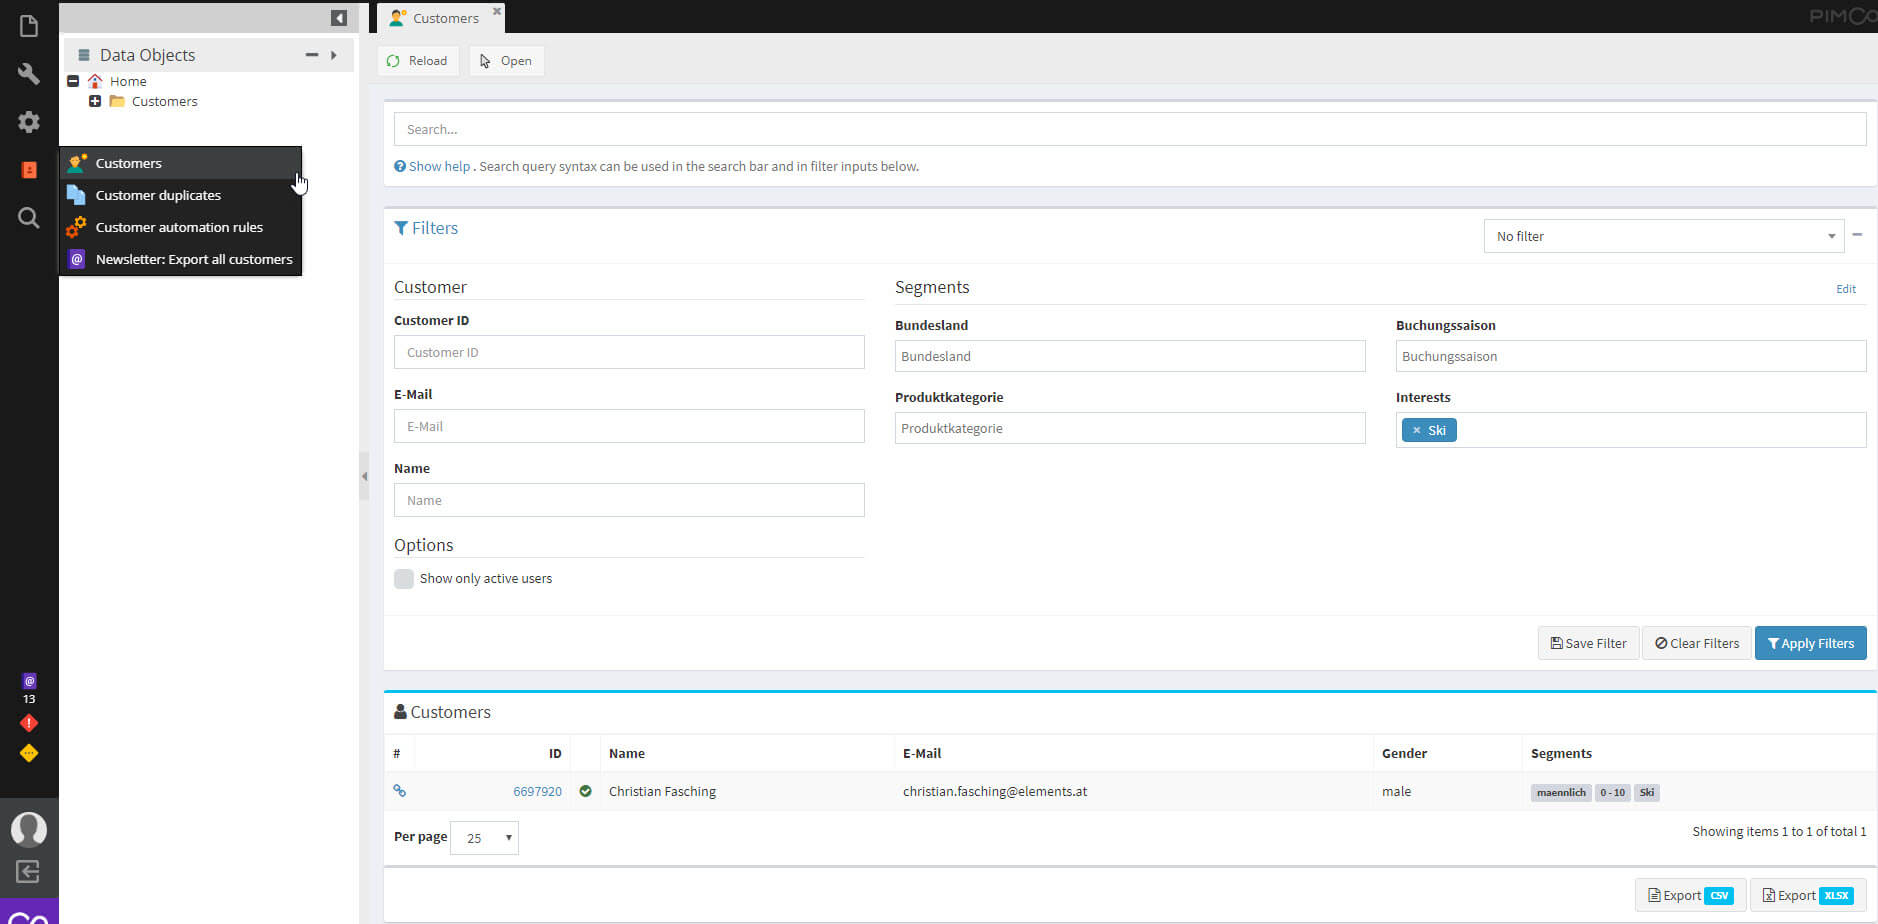 Customers
PIMCO
Data Objects
Reload
Open
Home
Customers
Search...
Show help . Search query syntax can be used in the search bar and in filter inputs below.
Customers
Customer duplicates
Customer automation rules
@ Newsletter: Export all customers
Filters
No filter
Customer
Segments
Edit
Customer ID
Customer ID
Bundesland
Bundesland
Buchungssaison
Buchungssaison
E-Mail
E-Mail
Produktkategorie
Produktkategorie
Interests
× Ski
Name
Name
Options
Show only active users
Save Filter
Clear Filters
Apply Filters
@
13
!
Customers
# ID Name E-Mail Gender Segments
6697920 Christian Fasching christian.fasching@elements.at male maennlich 0 - 10 Ski
Per page 25
Showing items 1 to 1 of total 1
Export CSV
Export XLSX